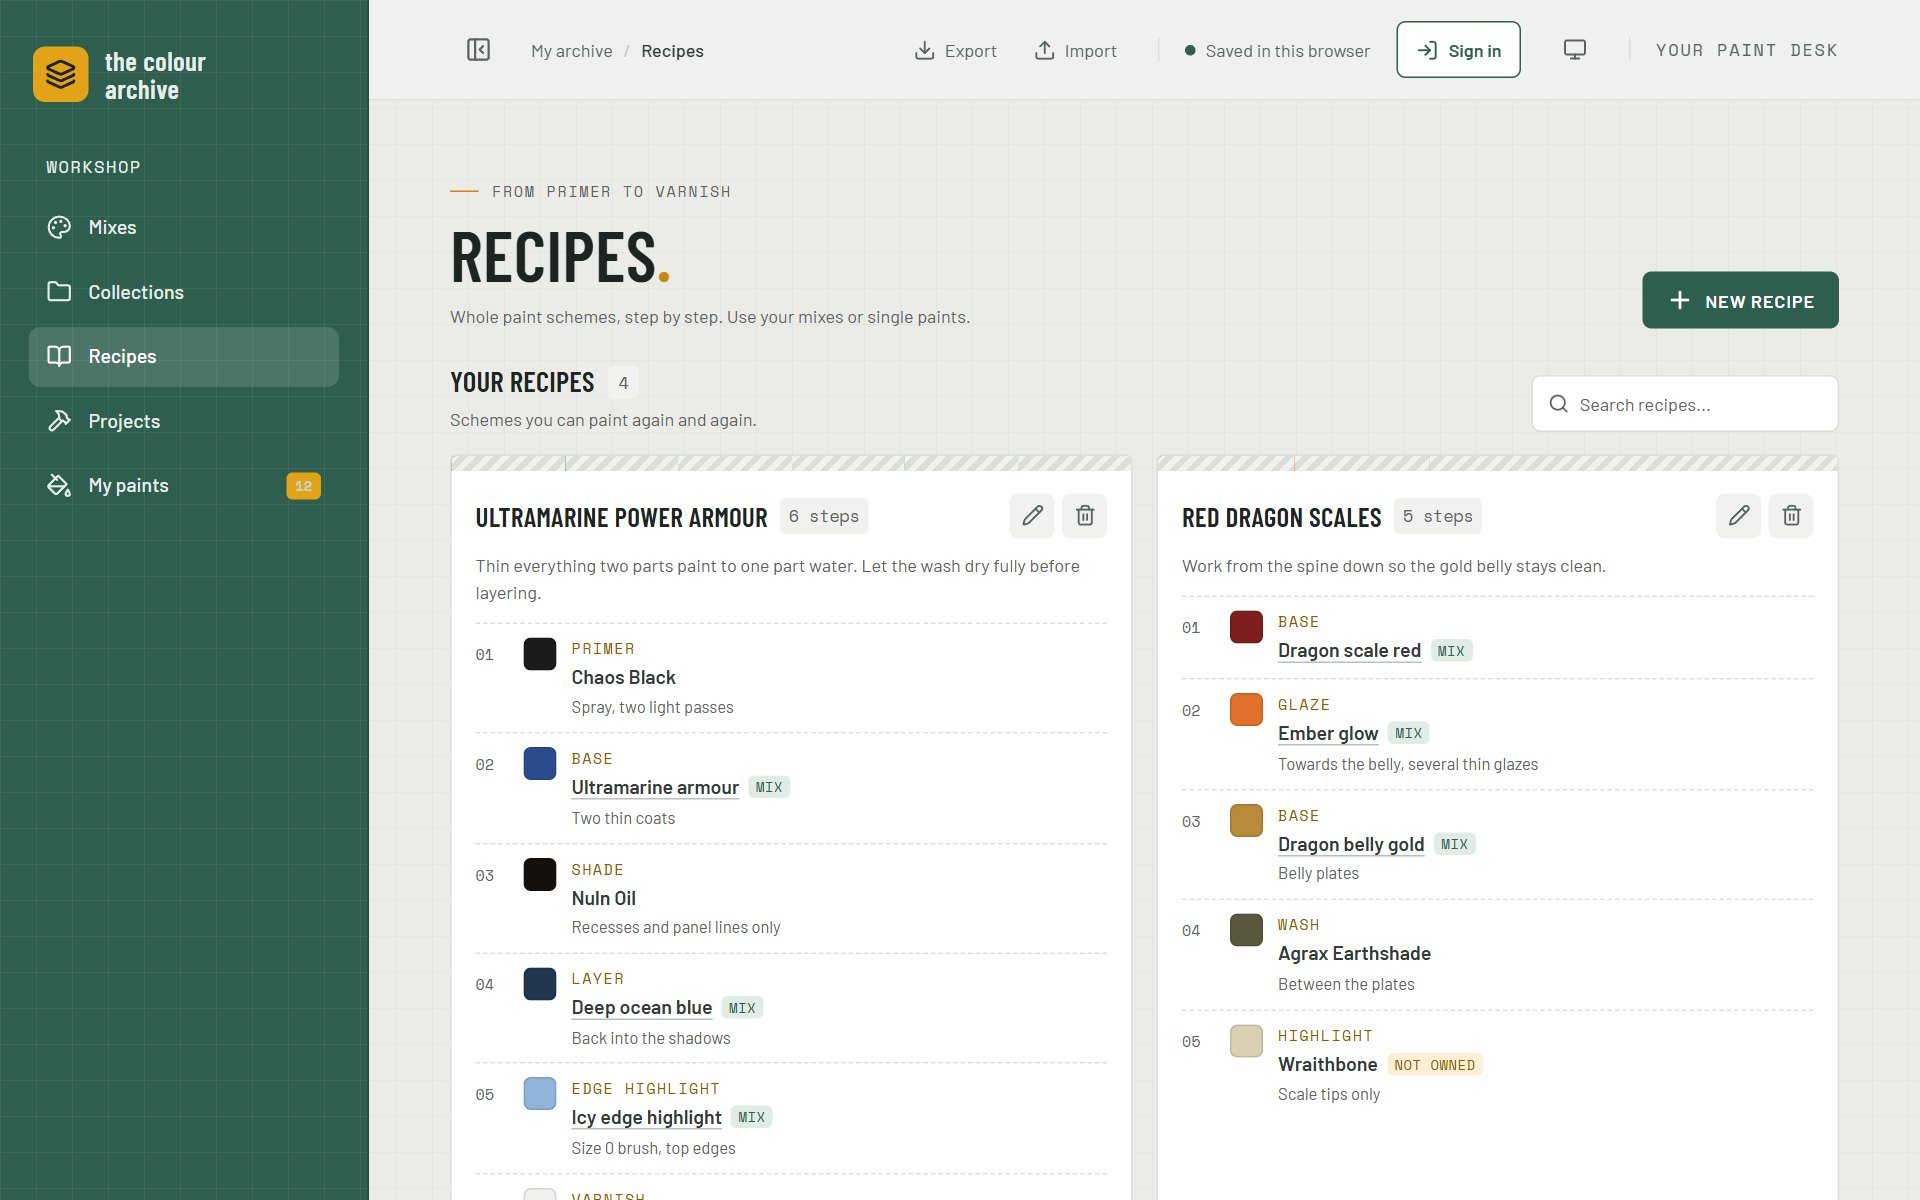 the colour
archive
WORKSHOP
Mixes
Collections
Recipes
Projects
My paints 12
My archive / Recipes
Export
Import
Saved in this browser
Sign in
YOUR PAINT DESK
FROM PRIMER TO VARNISH
RECIPES.
Whole paint schemes, step by step. Use your mixes or single paints.
NEW RECIPE
YOUR RECIPES 4
Schemes you can paint again and again.
Search recipes...
ULTRAMARINE POWER ARMOUR 6 steps
Thin everything two parts paint to one part water. Let the wash dry fully before
layering.
01 PRIMER
Chaos Black
Spray, two light passes
02 BASE
Ultramarine armour MIX
Two thin coats
03 SHADE
Nuln Oil
Recesses and panel lines only
04 LAYER
Deep ocean blue MIX
Back into the shadows
05 EDGE HIGHLIGHT
Icy edge highlight MIX
Size 0 brush, top edges
VARNISH
RED DRAGON SCALES 5 steps
Work from the spine down so the gold belly stays clean.
01 BASE
Dragon scale red MIX
02 GLAZE
Ember glow MIX
Towards the belly, several thin glazes
03 BASE
Dragon belly gold MIX
Belly plates
04 WASH
Agrax Earthshade
Between the plates
05 HIGHLIGHT
Wraithbone NOT OWNED
Scale tips only